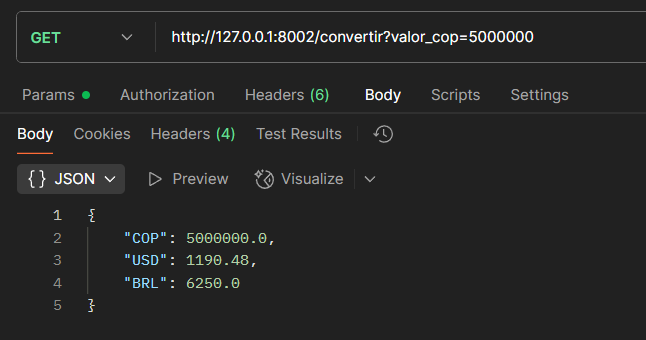 GET http://127.0.0.1:8002/convertir?valor_cop=5000000
Params Authorization Headers (6) Body Scripts Settings
Body Cookies Headers (4) Test Results
{} JSON Preview Visualize
1 {
2 "COP": 5000000.0,
3 "USD": 1190.48,
4 "BRL": 6250.0
5 }